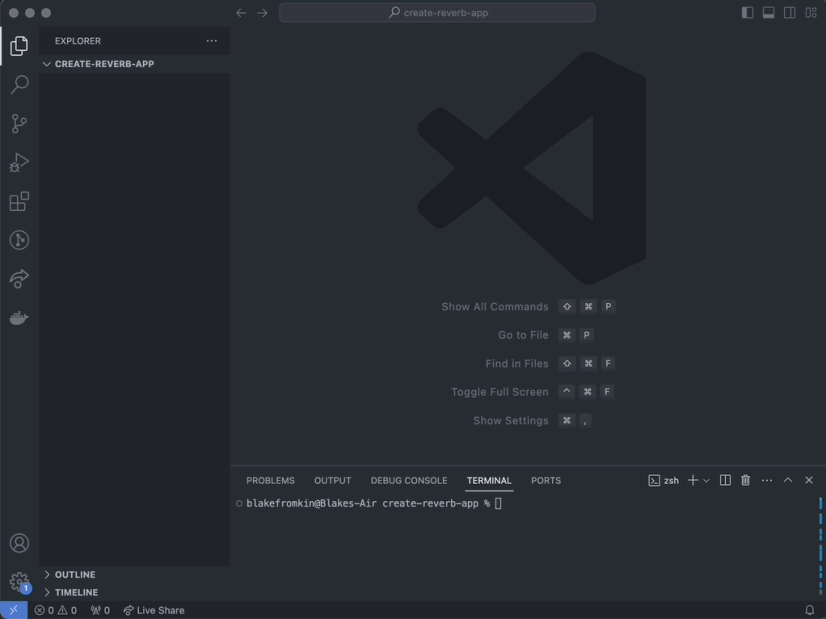 create-reverb-app
EXPLORER
CREATE-REVERB-APP
Show All Commands ⇧ ⌘ P
Go to File ⌘ P
Find in Files ⇧ ⌘ F
Toggle Full Screen ^ ⌘ F
Show Settings ⌘ ,
PROBLEMS OUTPUT DEBUG CONSOLE TERMINAL PORTS zsh
blakefromkin@Blakes-Air create-reverb-app %
OUTLINE
TIMELINE
1
0 0 0 Live Share